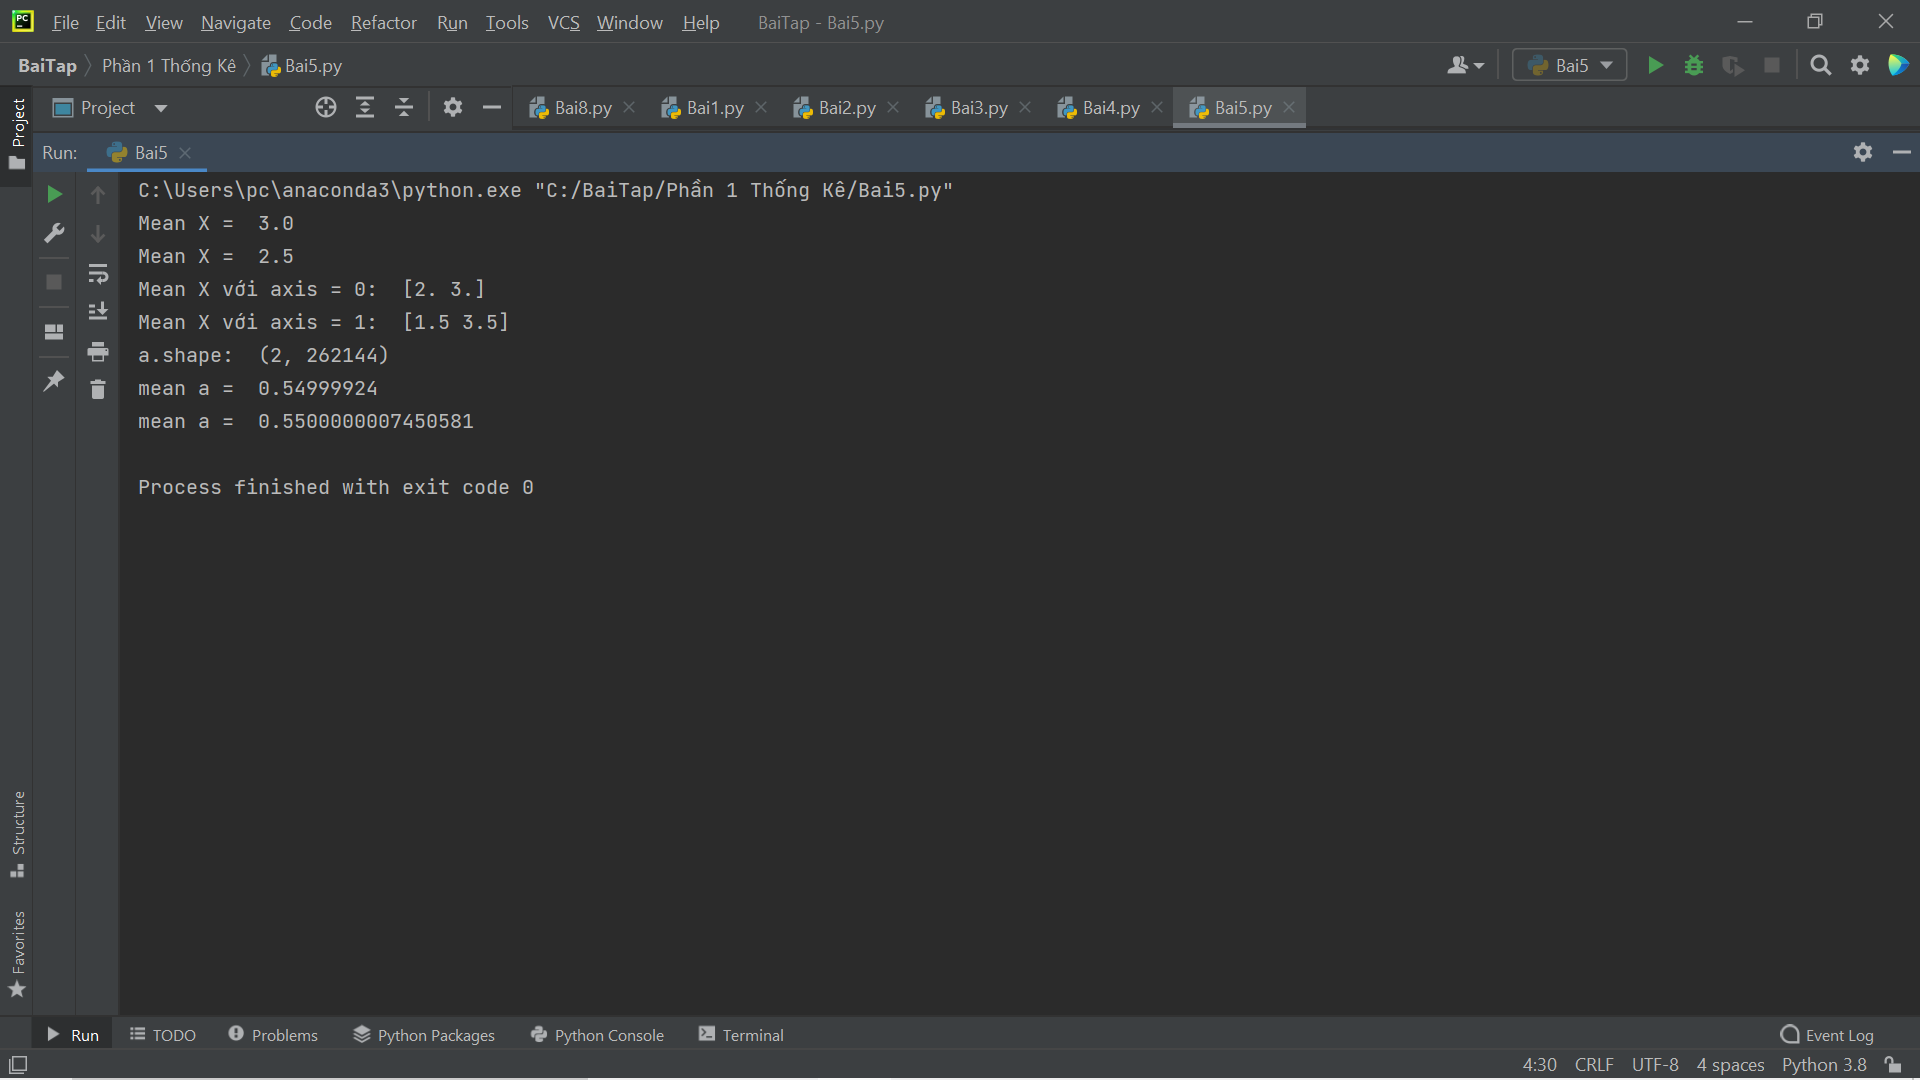 PC File Edit View Navigate Code Refactor Run Tools VCS Window Help BaiTap - Bai5.py
BaiTap Phần 1 Thống Kê Bai5.py Bai5
Project Bai8.py Bai1.py Bai2.py Bai3.py Bai4.py Bai5.py
Project
Run: Bai5
C:\Users\pc\anaconda3\python.exe "C:/BaiTap/Phần 1 Thống Kê/Bai5.py"
Mean X =  3.0
Mean X =  2.5
Mean X với axis = 0:  [2. 3.]
Mean X với axis = 1:  [1.5 3.5]
a.shape:  (2, 262144)
mean a =  0.54999924
mean a =  0.5500000007450581
Process finished with exit code 0
Structure
Favorites
Run TODO Problems Python Packages Python Console Terminal Event Log
4:30 CRLF UTF-8 4 spaces Python 3.8